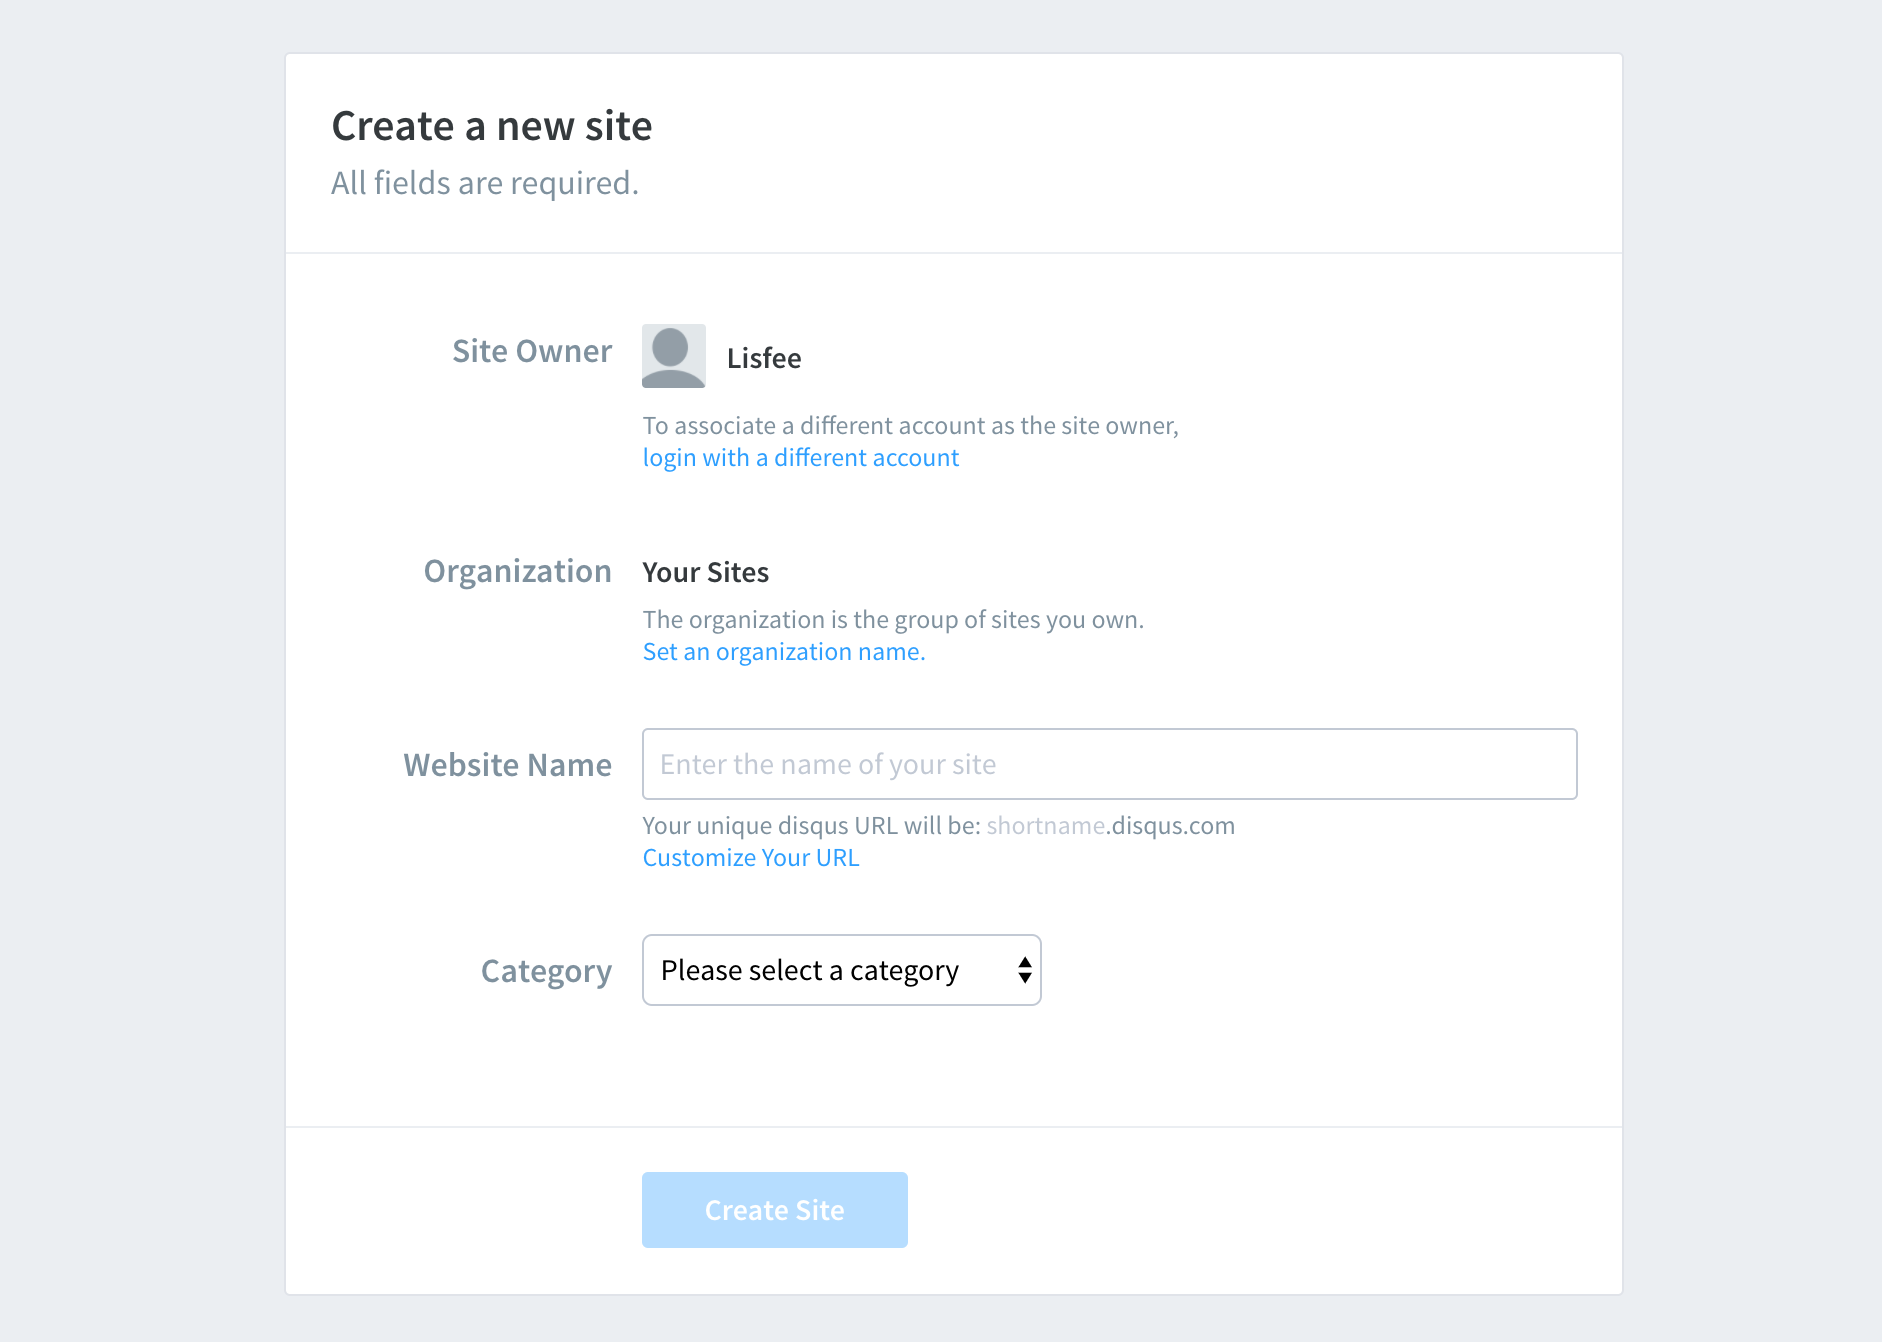 Create a new site
All fields are required.
Site Owner
Lisfee
To associate a different account as the site owner,
login with a different account
Organization
Your Sites
The organization is the group of sites you own.
Set an organization name.
Website Name
Enter the name of your site
Your unique disqus URL will be: shortname.disqus.com
Customize Your URL
Category
Please select a category
Create Site